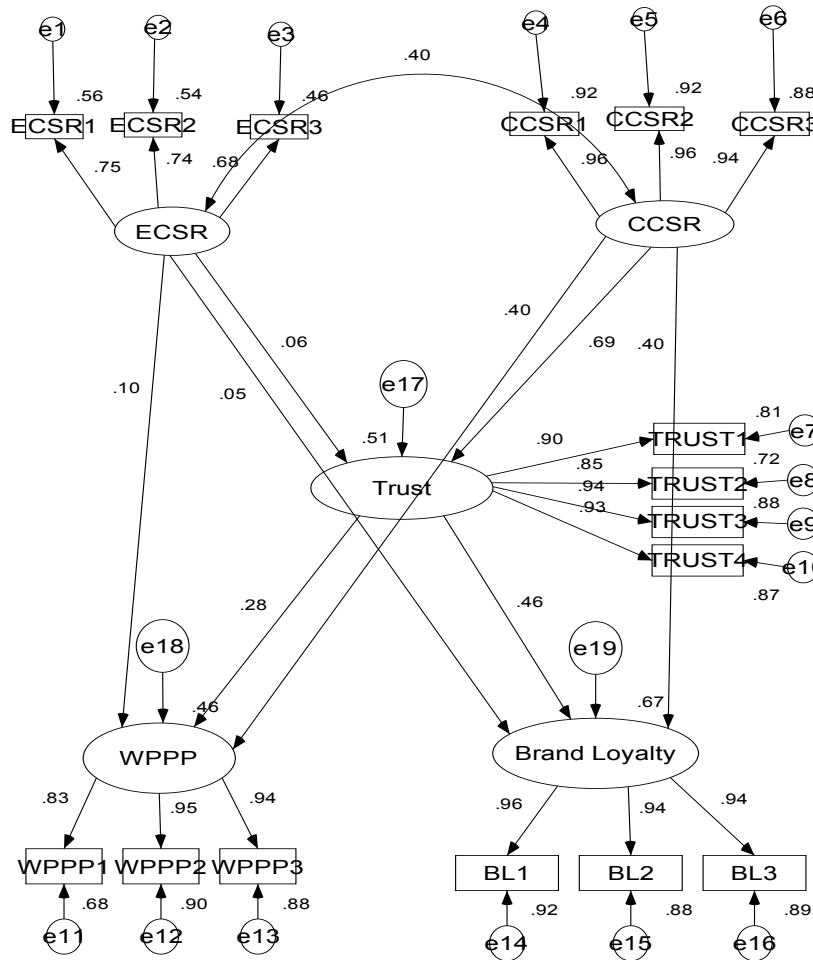 e1 e2 e3 e4 e5 e6
.40
.56 .54 .46 .92 .92 .88
ECSR1 ECSR2 ECSR3 CCSR1 CCSR2 CCSR3
.75 .74 .68 .96 .96 .94
ECSR CCSR
.06 .40 .69 .40
.10 .05
e17
.51 .90 TRUST1 .81 e7
Trust .85 TRUST2 .72 e8
.94 TRUST3 .88 e9
.93 TRUST4 .87
.28 .46
e18 e19
.46 .67
WPPP Brand Loyalty
.83 .95 .94 .96 .94 .94
WPPP1 WPPP2 WPPP3 BL1 BL2 BL3
.68 .90 .88 .92 .88 .89
e11 e12 e13 e14 e15 e16